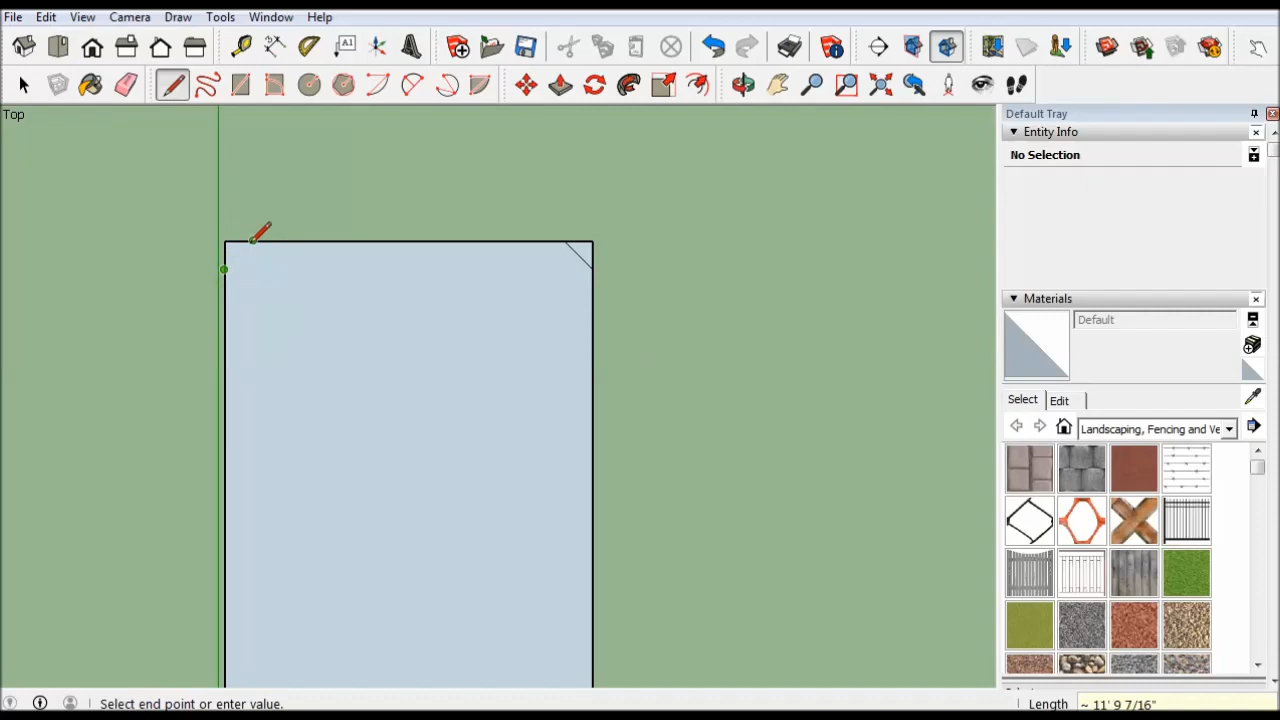 File Edit View Camera Draw Tools Window Help
A1
Top
Default Tray
Entity Info
No Selection
Materials
Default
Select Edit
Landscaping, Fencing and Ve
Select end point or enter value.
Length ~ 11' 9 7/16"